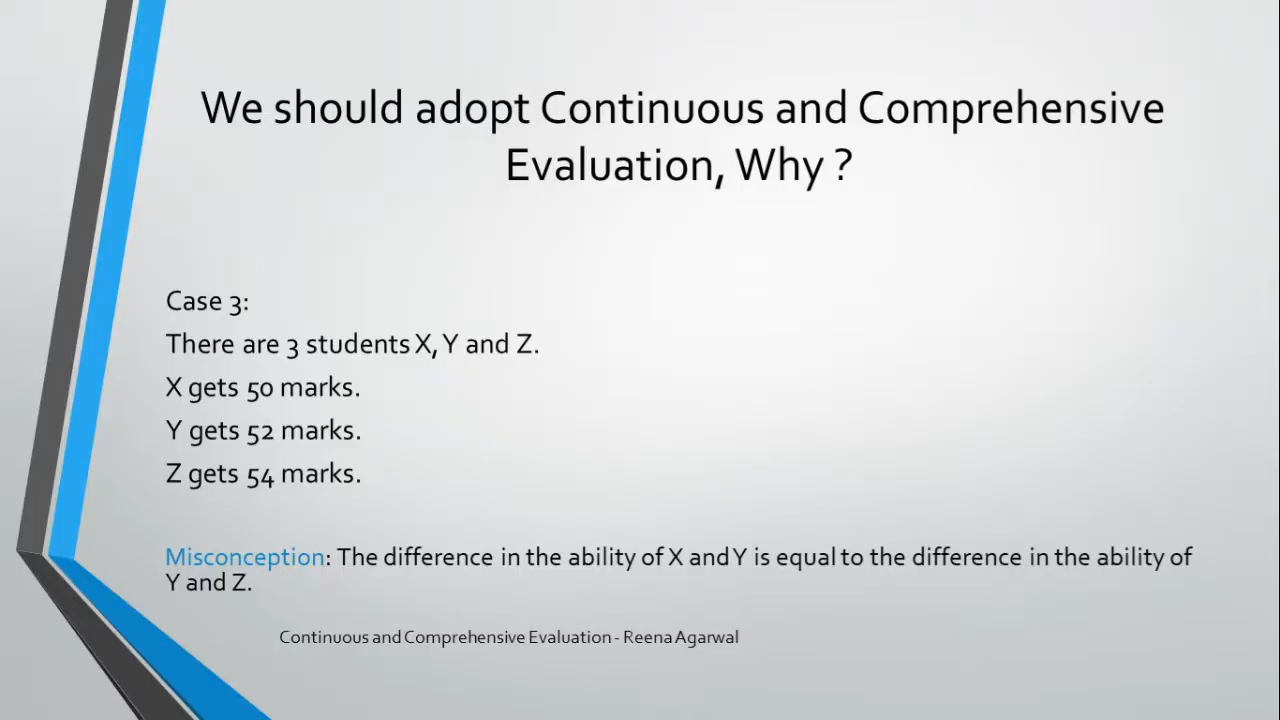 We should adopt Continuous and Comprehensive
Evaluation, Why ?
Case 3:
There are 3 students X, Y and Z.
X gets 50 marks.
Y gets 52 marks.
Z gets 54 marks.
Misconception: The difference in the ability of X and Y is equal to the difference in the ability of
Y and Z.
Continuous and Comprehensive Evaluation - Reena Agarwal